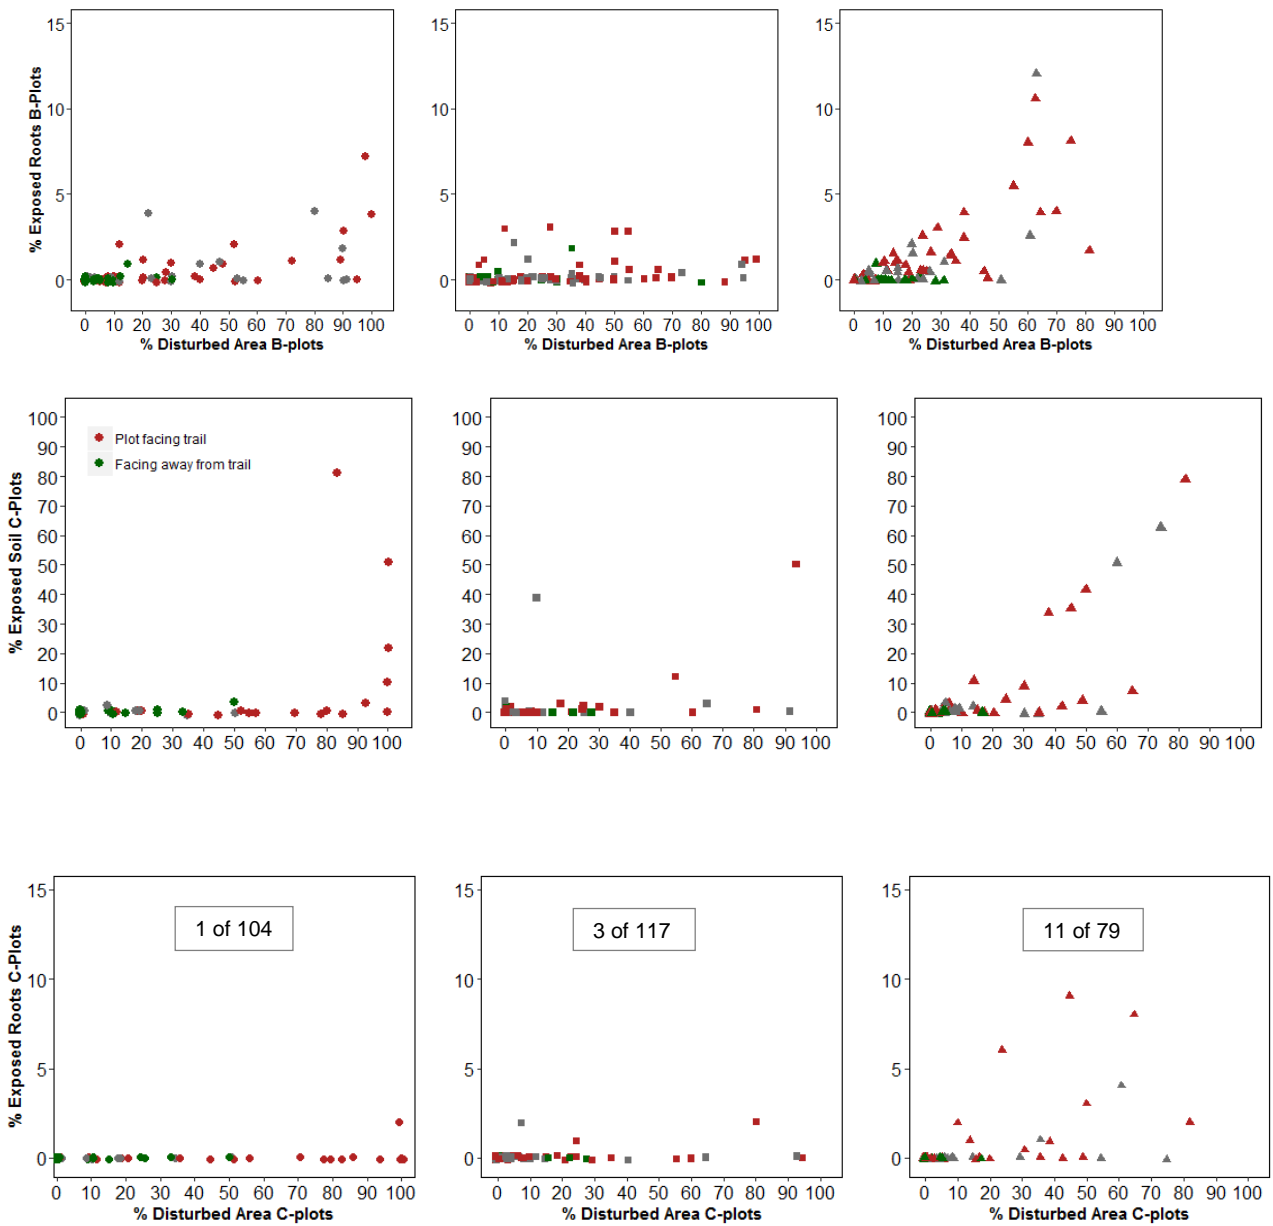 % Exposed Roots B-Plots
15 15 15
10 10 10
5 5 5
0 0 0
0 10 20 30 40 50 60 70 80 90 100 0 10 20 30 40 50 60 70 80 90 100 0 10 20 30 40 50 60 70 80 90 100
% Disturbed Area B-plots % Disturbed Area B-plots % Disturbed Area B-plots
% Exposed Soil C-Plots
100 100 100
90 90 90
Plot facing trail
80 80 80
Facing away from trail
70 70 70
60 60 60
50 50 50
40 40 40
30 30 30
20 20 20
10 10 10
0 0 0
0 10 20 30 40 50 60 70 80 90 100 0 10 20 30 40 50 60 70 80 90 100 0 10 20 30 40 50 60 70 80 90 100
% Exposed Roots C-Plots
15 15 15
1 of 104 3 of 117 11 of 79
10 10 10
5 5 5
0 0 0
0 10 20 30 40 50 60 70 80 90 100 0 10 20 30 40 50 60 70 80 90 100 0 10 20 30 40 50 60 70 80 90 100
% Disturbed Area C-plots % Disturbed Area C-plots % Disturbed Area C-plots